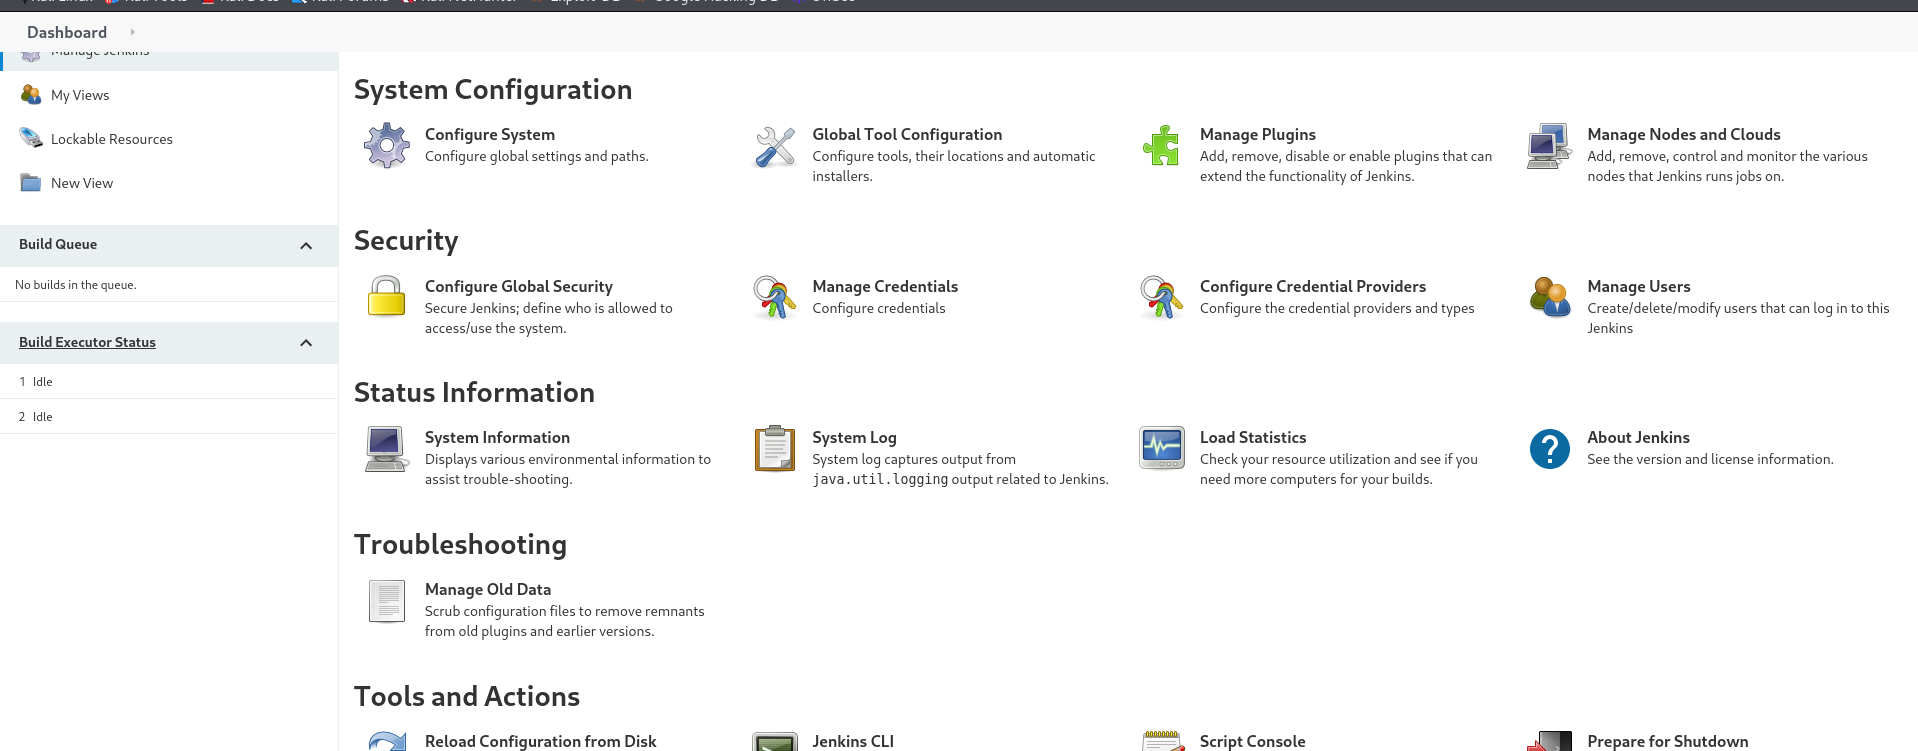 Dashboard
Manage Jenkins
My Views
Lockable Resources
New View
Build Queue
No builds in the queue.
Build Executor Status
1 Idle
2 Idle
System Configuration
Configure System
Configure global settings and paths.
Global Tool Configuration
Configure tools, their locations and automatic
installers.
Manage Plugins
Add, remove, disable or enable plugins that can
extend the functionality of Jenkins.
Manage Nodes and Clouds
Add, remove, control and monitor the various
nodes that Jenkins runs jobs on.
Security
Configure Global Security
Secure Jenkins; define who is allowed to
access/use the system.
Manage Credentials
Configure credentials
Configure Credential Providers
Configure the credential providers and types
Manage Users
Create/delete/modify users that can log in to this
Jenkins
Status Information
System Information
Displays various environmental information to
assist trouble-shooting.
System Log
System log captures output from
java.util.logging output related to Jenkins.
Load Statistics
Check your resource utilization and see if you
need more computers for your builds.
About Jenkins
See the version and license information.
Troubleshooting
Manage Old Data
Scrub configuration files to remove remnants
from old plugins and earlier versions.
Tools and Actions
Reload Configuration from Disk
Jenkins CLI
Script Console
Prepare for Shutdown